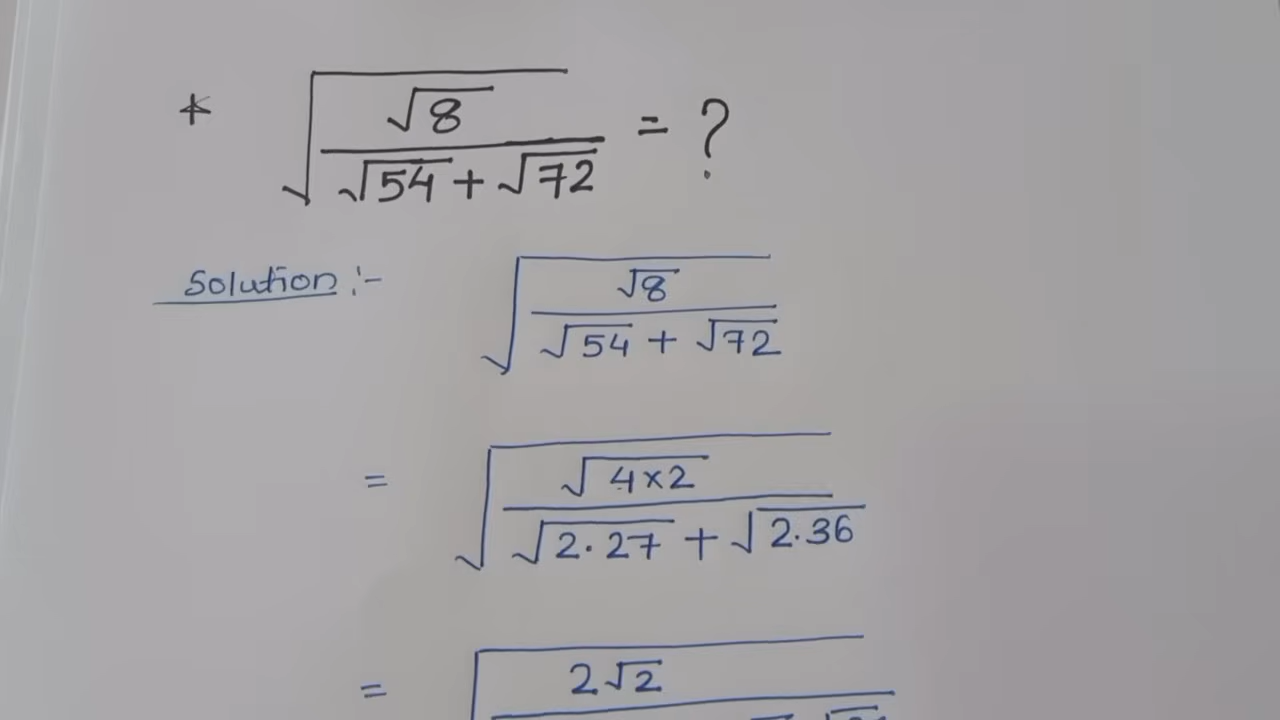 * √(√8 / (√54 + √72)) = ?
Solution :- √(√8 / (√54 + √72))
= √(√(4×2) / (√(2·27) + √(2·36)))
= √(2√2